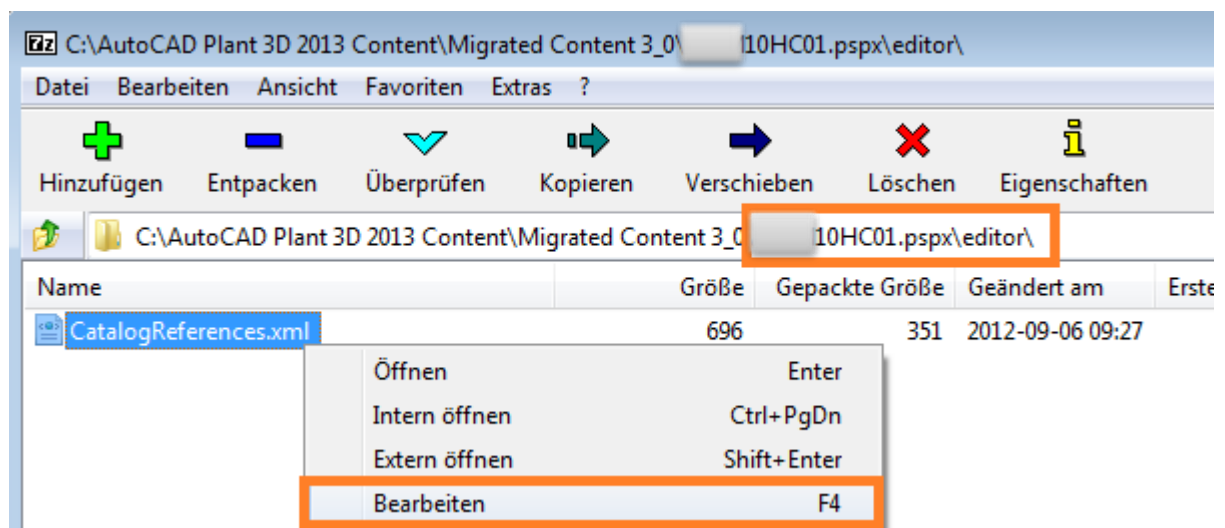 C:\AutoCAD Plant 3D 2013 Content\Migrated Content 3_0\ 10HC01.pspx\editor\
Datei Bearbeiten Ansicht Favoriten Extras ?
Hinzufügen Entpacken Überprüfen Kopieren Verschieben Löschen Eigenschaften
C:\AutoCAD Plant 3D 2013 Content\Migrated Content 3_0 10HC01.pspx\editor\
Name Größe Gepackte Größe Geändert am Erste
CatalogReferences.xml 696 351 2012-09-06 09:27
Öffnen Enter
Intern öffnen Ctrl+PgDn
Extern öffnen Shift+Enter
Bearbeiten F4